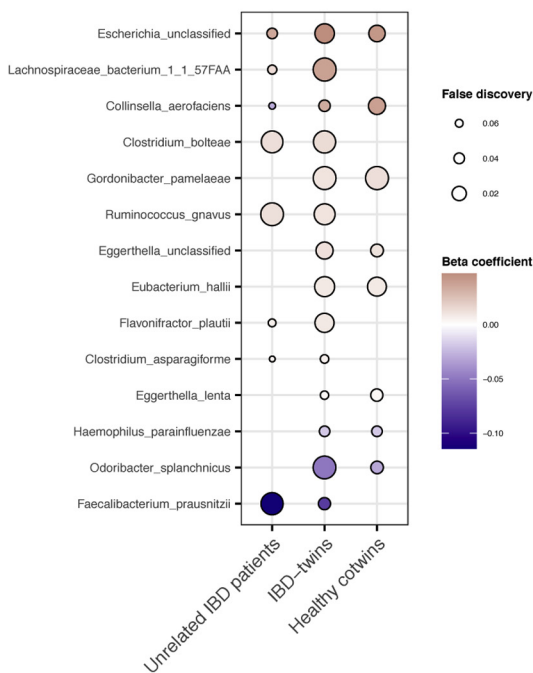 Escherichia_unclassified
Lachnospiraceae_bacterium_1_1_57FAA
Collinsella_aerofaciens
Clostridium_bolteae
Gordonibacter_pamelaeae
Ruminococcus_gnavus
Eggerthella_unclassified
Eubacterium_hallii
Flavonifractor_plautii
Clostridium_asparagiforme
Eggerthella_lenta
Haemophilus_parainfluenzae
Odoribacter_splanchnicus
Faecalibacterium_prausnitzii
Unrelated IBD patients
IBD−twins
Healthy cotwins
False discovery
0.06
0.04
0.02
Beta coefficient
0.00
−0.05
−0.10